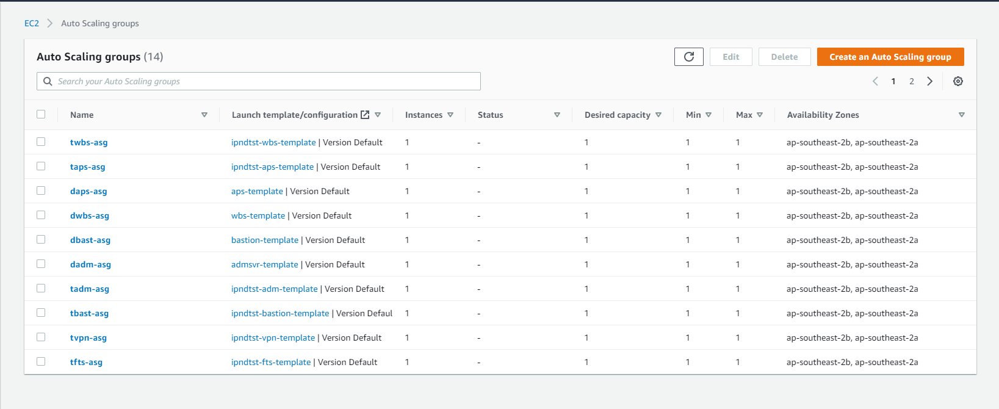 EC2 Auto Scaling groups
Auto Scaling groups (14)
Edit Delete Create an Auto Scaling group
Search your Auto Scaling groups
1 2
Name Launch template/configuration Instances Status Desired capacity Min Max Availability Zones
twbs-asg ipndtst-wbs-template | Version Default 1 - 1 1 1 ap-southeast-2b, ap-southeast-2a
taps-asg ipndtst-aps-template | Version Default 1 - 1 1 1 ap-southeast-2b, ap-southeast-2a
daps-asg aps-template | Version Default 1 - 1 1 1 ap-southeast-2b, ap-southeast-2a
dwbs-asg wbs-template | Version Default 1 - 1 1 1 ap-southeast-2b, ap-southeast-2a
dbast-asg bastion-template | Version Default 1 - 1 1 1 ap-southeast-2b, ap-southeast-2a
dadm-asg admsvr-template | Version Default 1 - 1 1 1 ap-southeast-2b, ap-southeast-2a
tadm-asg ipndtst-adm-template | Version Default 1 - 1 1 1 ap-southeast-2b, ap-southeast-2a
tbast-asg ipndtst-bastion-template | Version Defaul 1 - 1 1 1 ap-southeast-2b, ap-southeast-2a
tvpn-asg ipndtst-vpn-template | Version Default 1 - 1 1 1 ap-southeast-2b, ap-southeast-2a
tfts-asg ipndtst-fts-template | Version Default 1 - 1 1 1 ap-southeast-2b, ap-southeast-2a